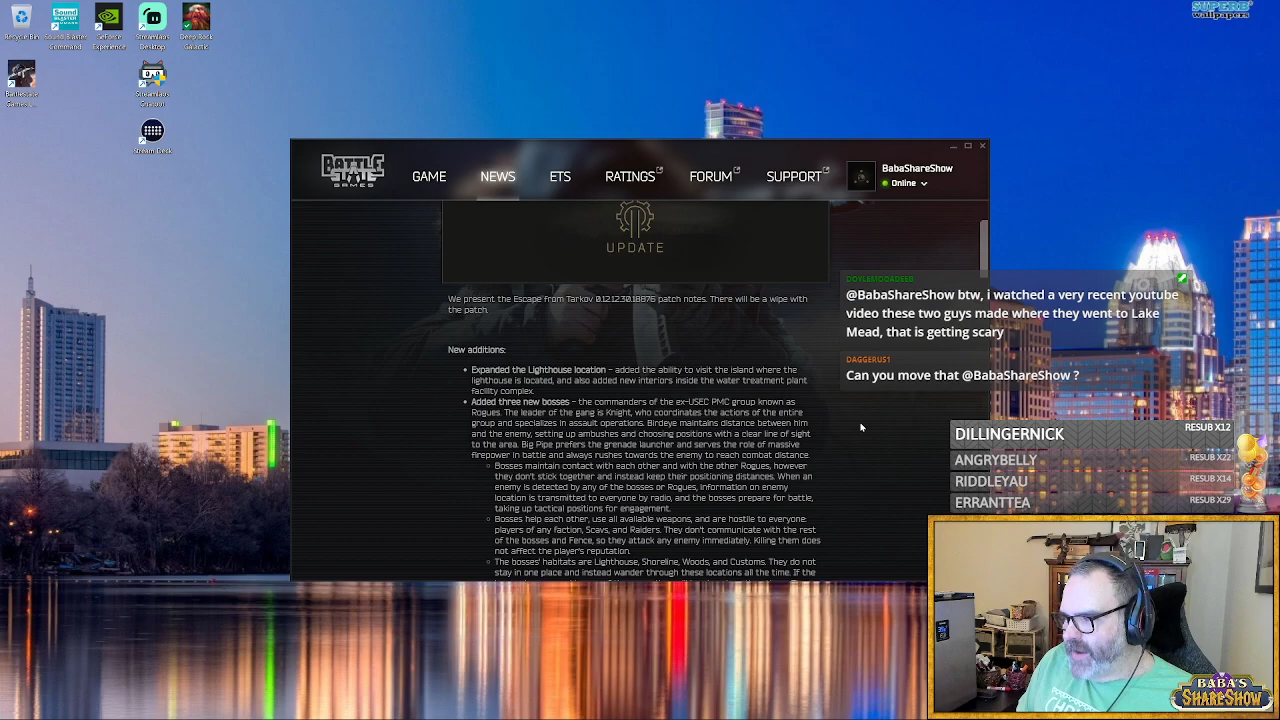 SUPERB
wallpapers
Recycle Bin
Sound Blaster
Command
GeForce
Experience
Streamlabs
Desktop
Deep Rock
Galactic
Battlestate
Games
Streamlabs
Chatbot
Stream Deck
BATTLE
STATE
GAMES
GAME
NEWS
ETS
RATINGS
FORUM
SUPPORT
BabaShareShow
Online
UPDATE
We present the Escape from Tarkov 0.12.12.30.18876 patch notes. There will be a wipe with
the patch.
New additions:
Expanded the Lighthouse location – added the ability to visit the island where the
lighthouse is located, and also added new interiors inside the water treatment plant
facility complex.
Added three new bosses – the commanders of the ex-USEC PMC group known as
Rogues. The leader of the gang is Knight, who coordinates the actions of the entire
group and specializes in assault operations. Birdeye maintains distance between him
and the enemy, setting up ambushes and choosing positions with a clear line of sight
to the area. Big Pipe prefers the grenade launcher and serves the role of massive
firepower in battle and always rushes towards the enemy to reach combat distance.
Bosses maintain contact with each other and with the other Rogues, however
they don't stick together and instead keep their positioning distances. When an
enemy is detected by any of the bosses or Rogues, information on enemy
location is transmitted to everyone by radio, and the bosses prepare for battle,
taking up tactical positions for engagement.
Bosses help each other, use all available weapons, and are hostile to everyone:
players of any faction, Scavs, and Raiders. They don't communicate with the rest
of the bosses and Fence, so they attack any enemy immediately. Killing them does
not affect the player's reputation.
The bosses' habitats are Lighthouse, Shoreline, Woods, and Customs. They do not
stay in one place and instead wander through these locations all the time. If the
@BabaShareShow btw, i watched a very recent youtube
video these two guys made where they went to Lake
Mead, that is getting scary
DAGGERUS1
Can you move that @BabaShareShow ?
DILLINGERNICK RESUB X12
ANGRYBELLY RESUB X22
RIDDLEYAU RESUB X14
ERRANTTEA RESUB X29
BABA'S
SHARESHOW